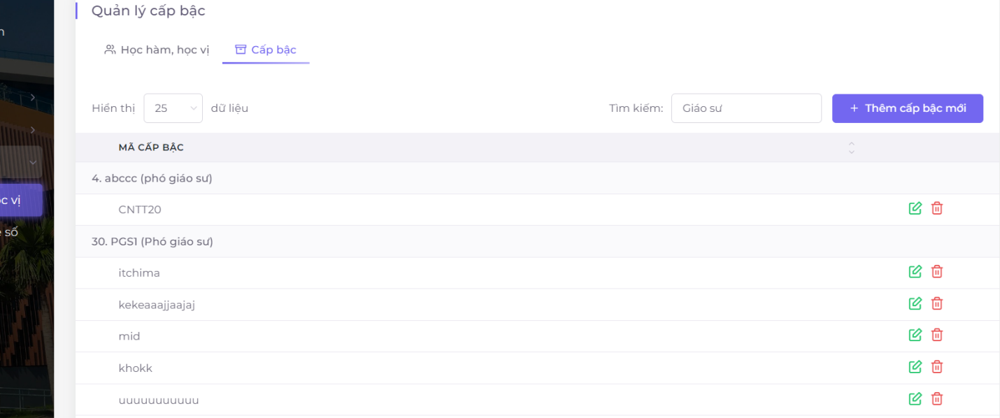 Quản lý cấp bậc
Học hàm, học vị
Cấp bậc
Hiển thị 25 dữ liệu
Tìm kiếm: Giáo sư
+ Thêm cấp bậc mới
MÃ CẤP BẬC
4. abccc (phó giáo sư)
CNTT20
vị
số
30. PGS1 (Phó giáo sư)
itchima
kekeaaajjaajaj
mid
khokk
uuuuuuuuuuu